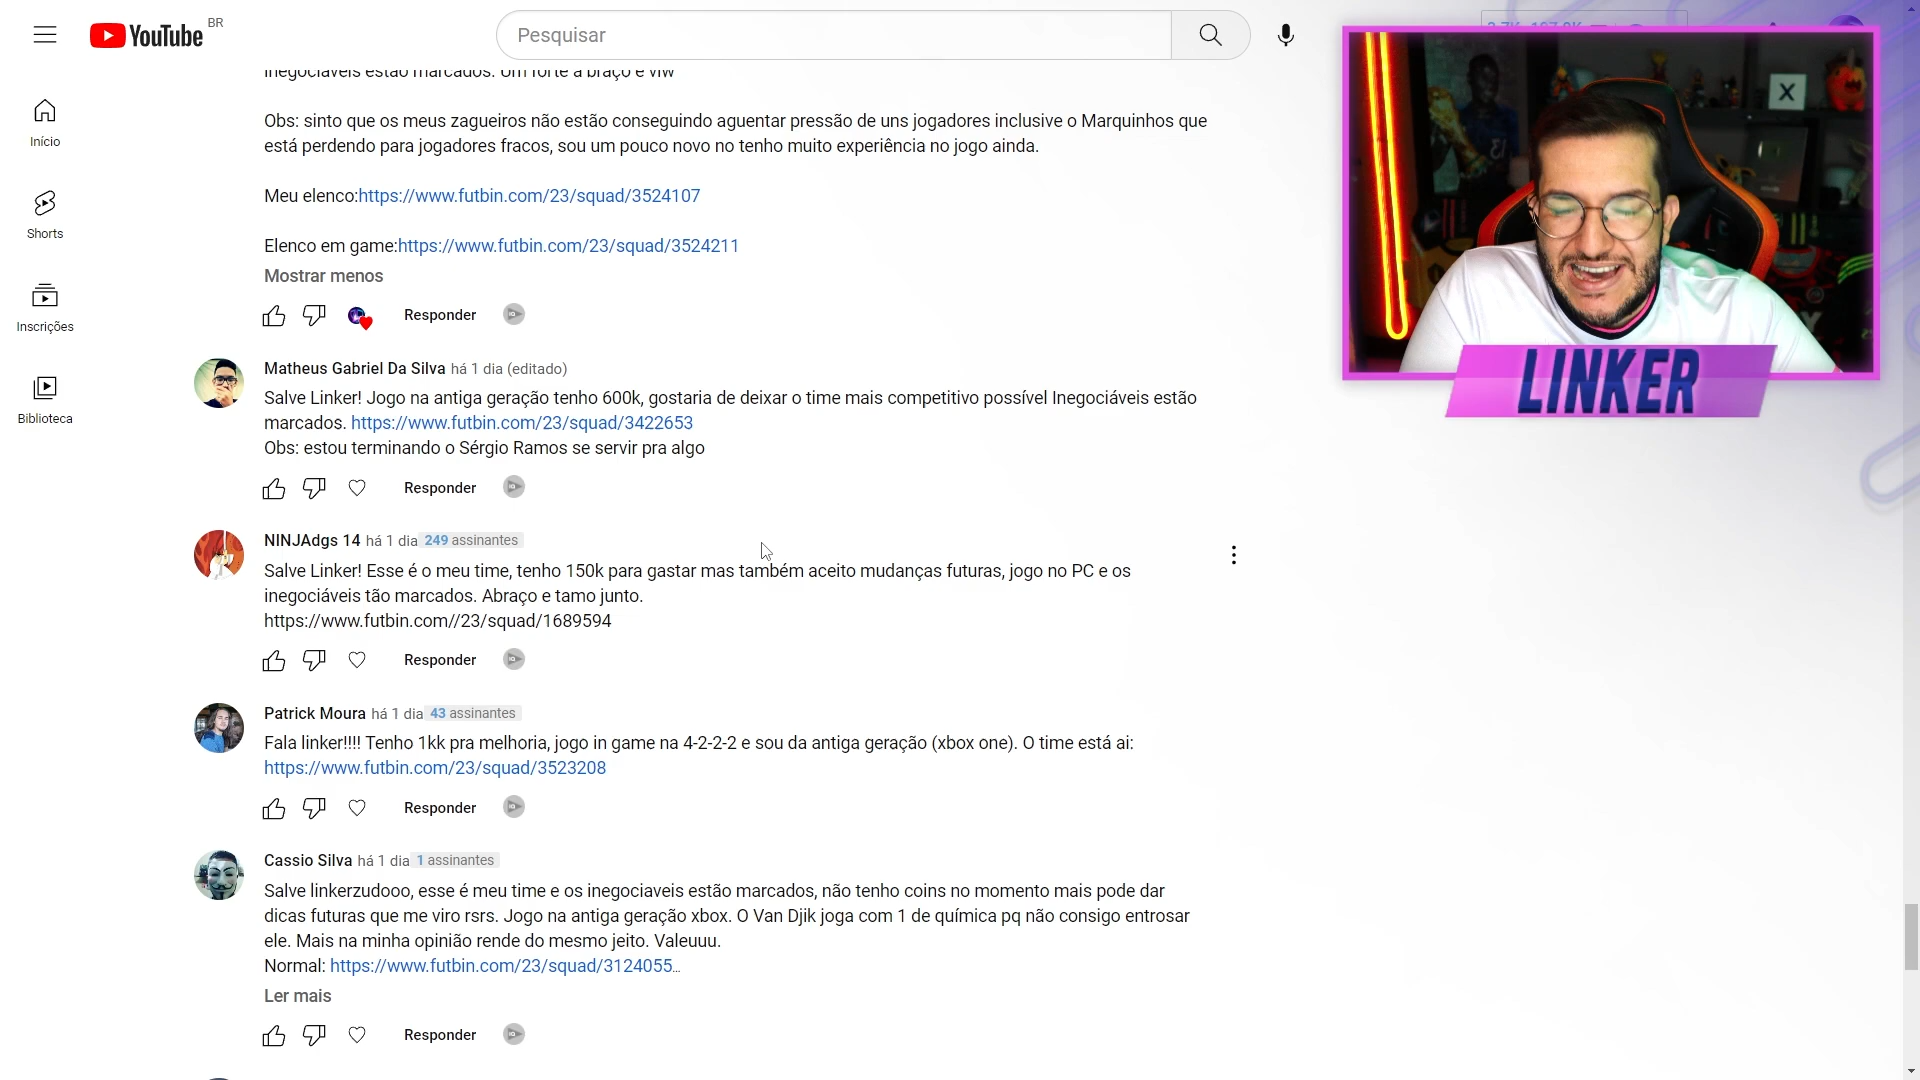 YouTube BR
Pesquisar
X
LINKER
Início
Shorts
Inscrições
Biblioteca
inegociáveis estão marcados. Um forte a braço e vlw
Obs: sinto que os meus zagueiros não estão conseguindo aguentar pressão de uns jogadores inclusive o Marquinhos que
está perdendo para jogadores fracos, sou um pouco novo no tenho muito experiência no jogo ainda.
Meu elenco:https://www.futbin.com/23/squad/3524107
Elenco em game:https://www.futbin.com/23/squad/3524211
Mostrar menos
Responder
Matheus Gabriel Da Silva há 1 dia (editado)
Salve Linker! Jogo na antiga geração tenho 600k, gostaria de deixar o time mais competitivo possível Inegociáveis estão
marcados. https://www.futbin.com/23/squad/3422653
Obs: estou terminando o Sérgio Ramos se servir pra algo
Responder
NINJAdgs 14 há 1 dia 249 assinantes
Salve Linker! Esse é o meu time, tenho 150k para gastar mas também aceito mudanças futuras, jogo no PC e os
inegociáveis tão marcados. Abraço e tamo junto.
https://www.futbin.com//23/squad/1689594
Responder
Patrick Moura há 1 dia 43 assinantes
Fala linker!!!! Tenho 1kk pra melhoria, jogo in game na 4-2-2-2 e sou da antiga geração (xbox one). O time está ai:
https://www.futbin.com/23/squad/3523208
Responder
Cassio Silva há 1 dia 1 assinantes
Salve linkerzudooo, esse é meu time e os inegociaveis estão marcados, não tenho coins no momento mais pode dar
dicas futuras que me viro rsrs. Jogo na antiga geração xbox. O Van Djik joga com 1 de química pq não consigo entrosar
ele. Mais na minha opinião rende do mesmo jeito. Valeuuu.
Normal: https://www.futbin.com/23/squad/3124055...
Ler mais
Responder